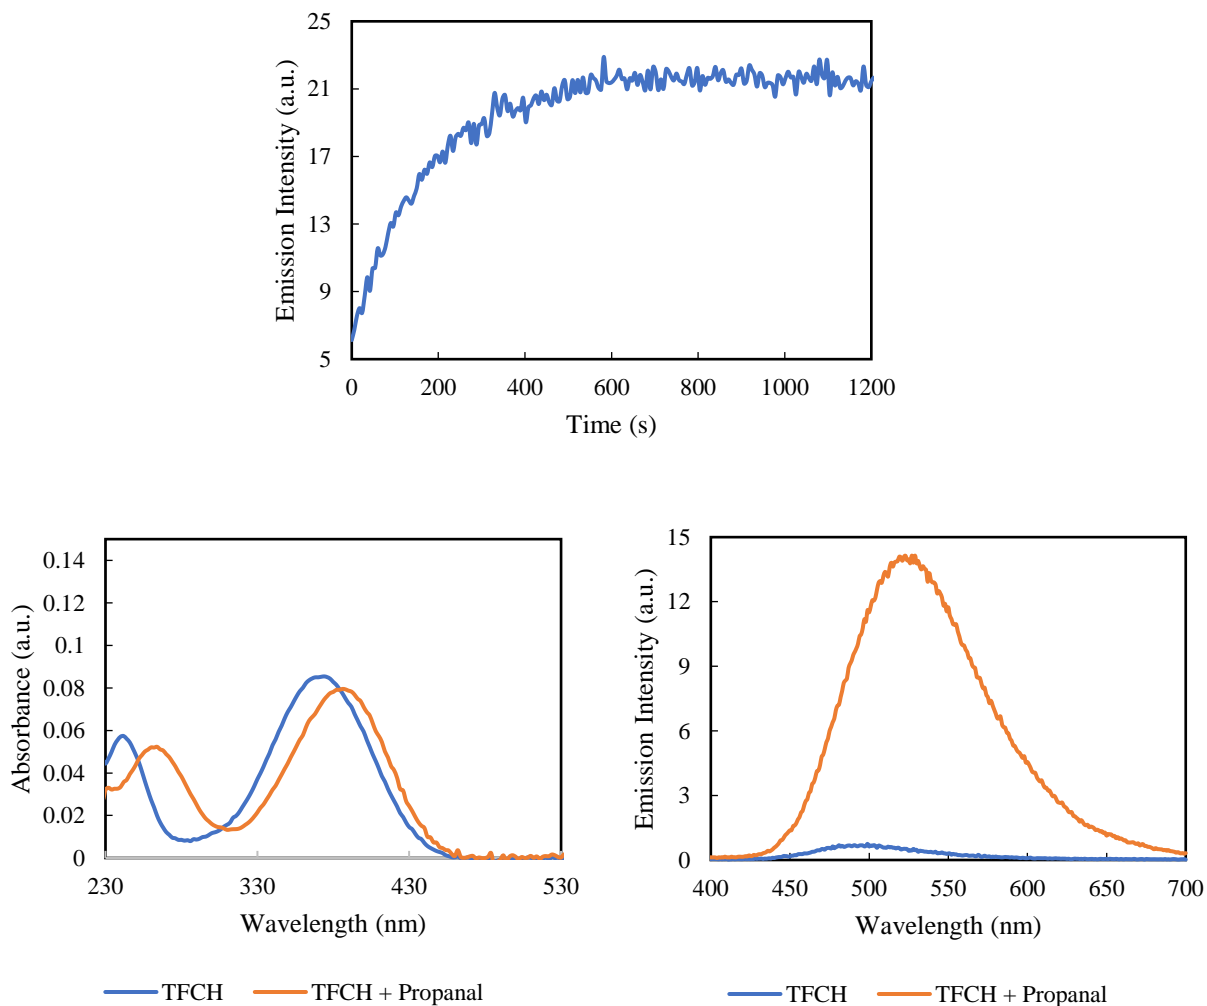 25
21
17
13
9
5
Emission Intensity (a.u.)
0 200 400 600 800 1000 1200
Time (s)
0.14
0.12
0.1
0.08
0.06
0.04
0.02
0
Absorbance (a.u.)
230 330 430 530
Wavelength (nm)
TFCH TFCH + Propanal
15
12
9
6
3
0
Emission Intensity (a.u.)
400 450 500 550 600 650 700
Wavelength (nm)
TFCH TFCH + Propanal